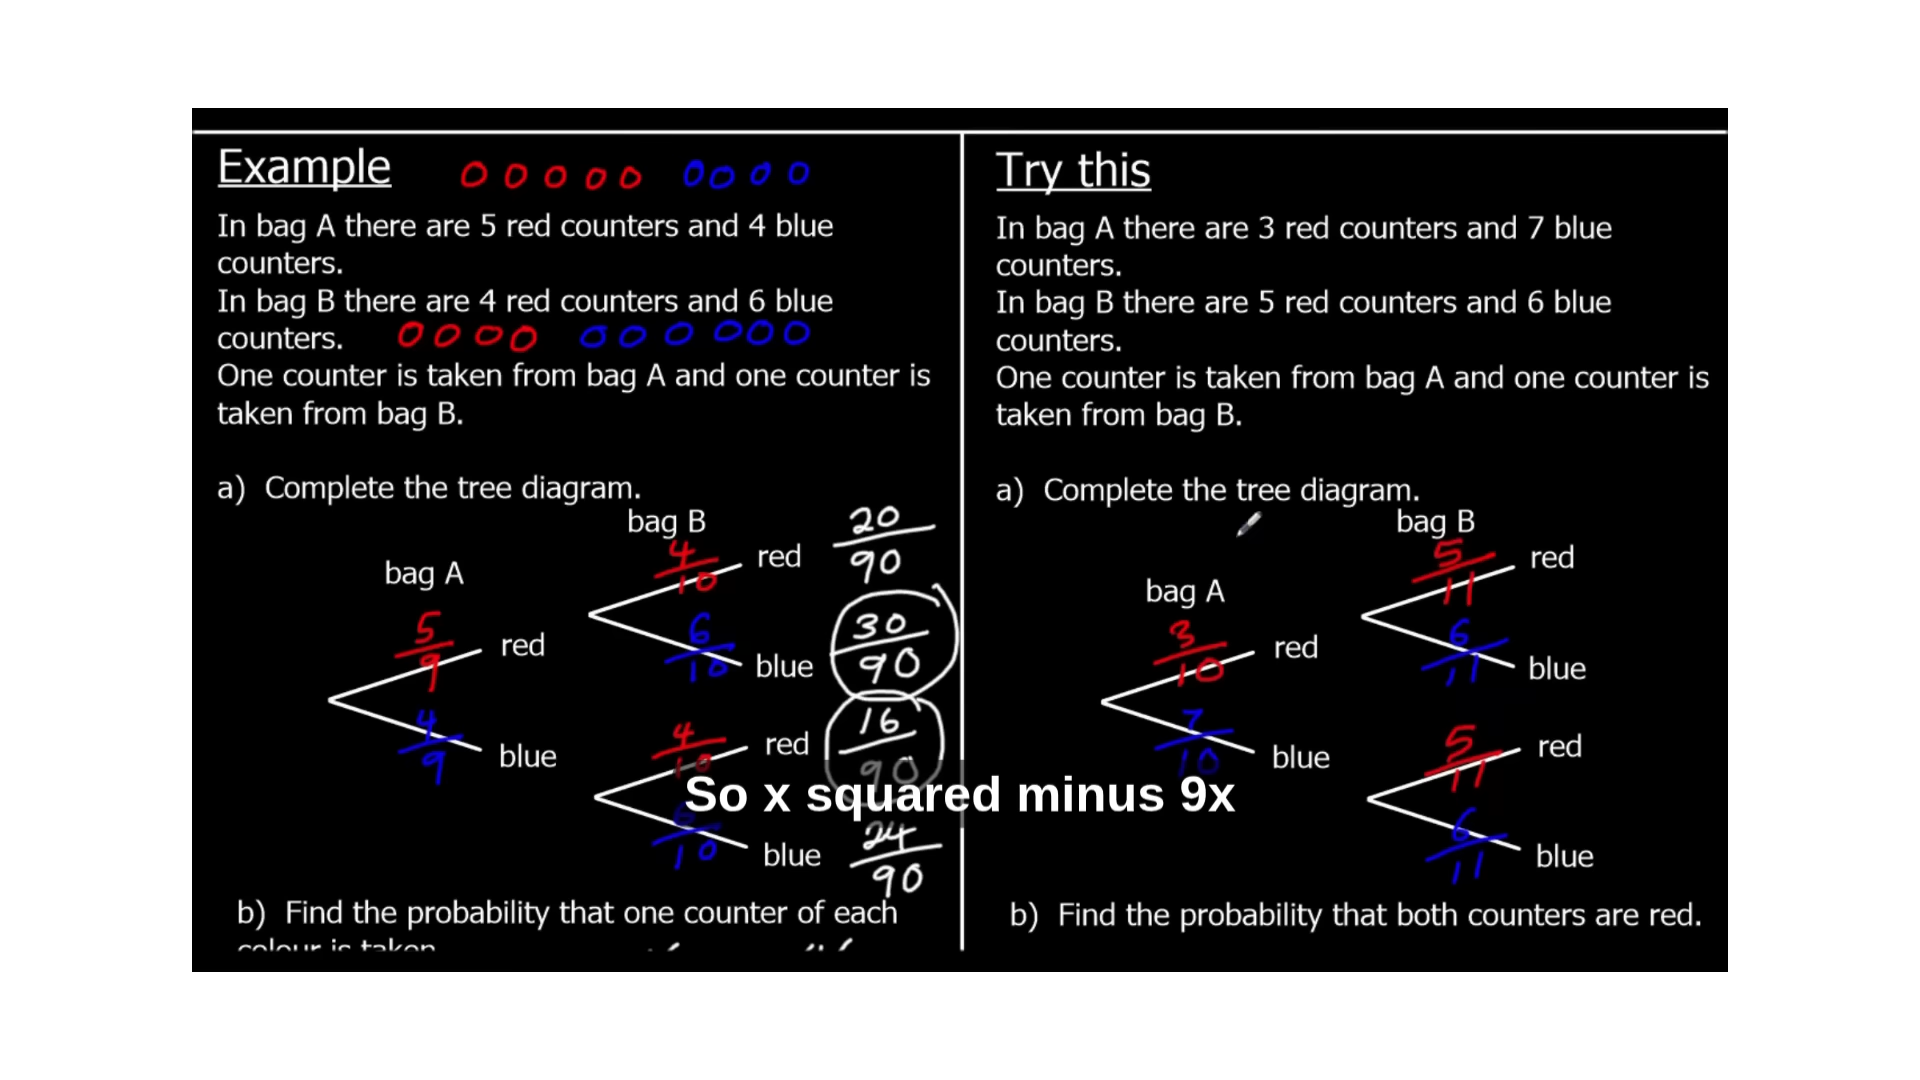 Example
In bag A there are 5 red counters and 4 blue
counters.
In bag B there are 4 red counters and 6 blue
counters.
One counter is taken from bag A and one counter is
taken from bag B.
a) Complete the tree diagram.
bag A
bag B
5/9 red
4/9 blue
4/10 red 20/90
6/10 blue 30/90
4/10 red 16/90
6/10 blue 24/90
b) Find the probability that one counter of each
colour is taken
Try this
In bag A there are 3 red counters and 7 blue
counters.
In bag B there are 5 red counters and 6 blue
counters.
One counter is taken from bag A and one counter is
taken from bag B.
a) Complete the tree diagram.
bag A
bag B
3/10 red
7/10 blue
5/11 red
6/11 blue
5/11 red
6/11 blue
b) Find the probability that both counters are red.
So x squared minus 9x